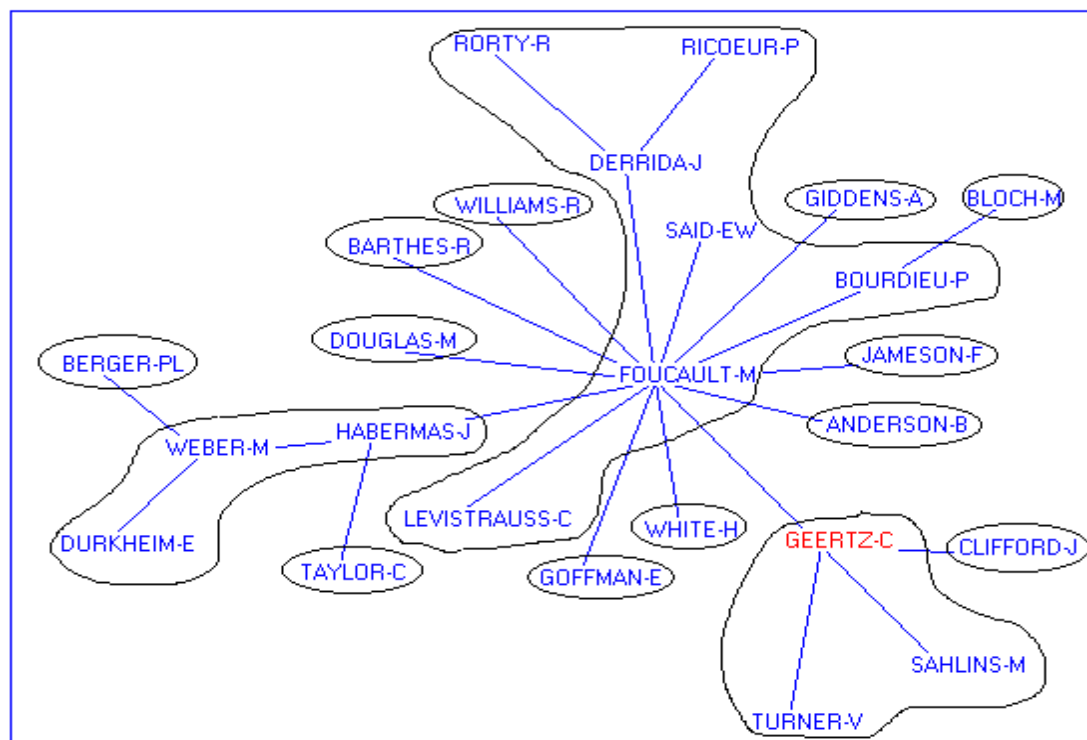 RORTY-R
RICOEUR-P
DERRIDA-J
WILLIAMS-R
GIDDENS-A
BLOCH-M
BARTHES-R
SAID-EW
BOURDIEU-P
DOUGLAS-M
JAMESON-F
BERGER-PL
FOUCAULT-M
ANDERSON-B
WEBER-M
HABERMAS-J
LEVISTRAUSS-C
WHITE-H
DURKHEIM-E
GEERTZ-C
CLIFFORD-J
TAYLOR-C
GOFFMAN-E
SAHLINS-M
TURNER-V